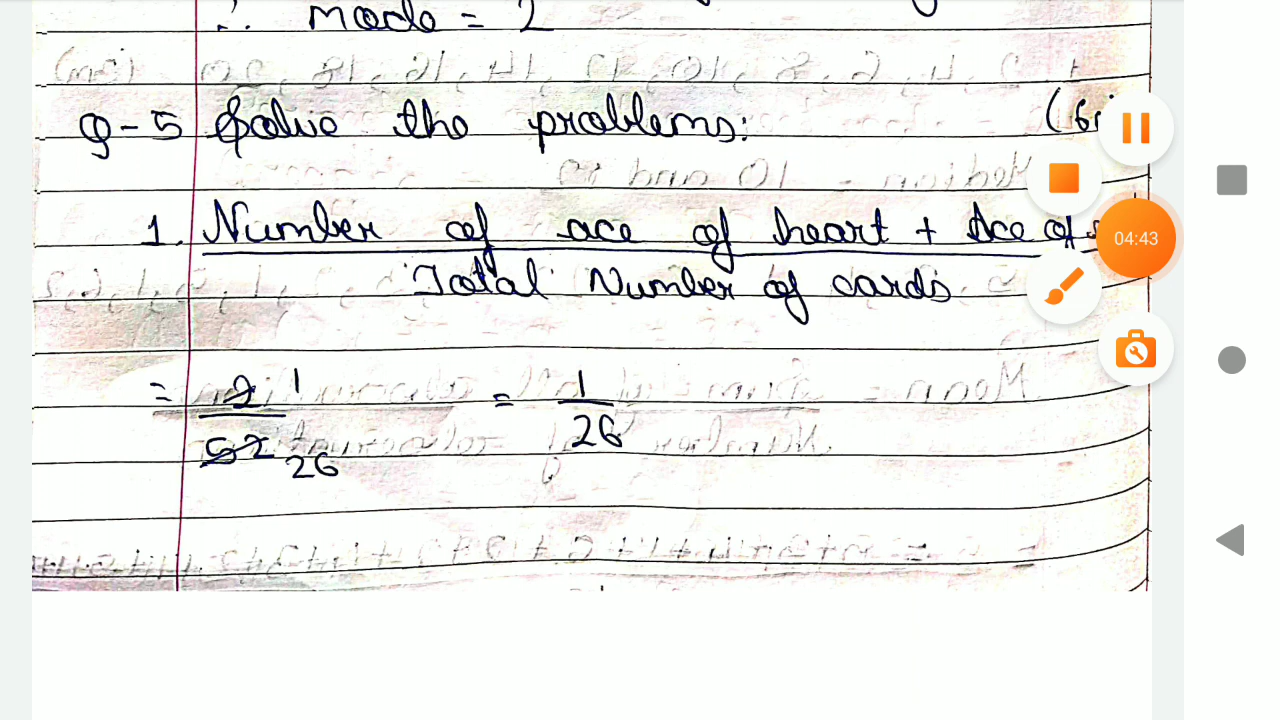 ∴ Mode = 2
Q-5 Solve the problems:
1. Number of ace of heart + Ace of
Total Number of cards
= 2 1 = 1
52 26 26
04:43